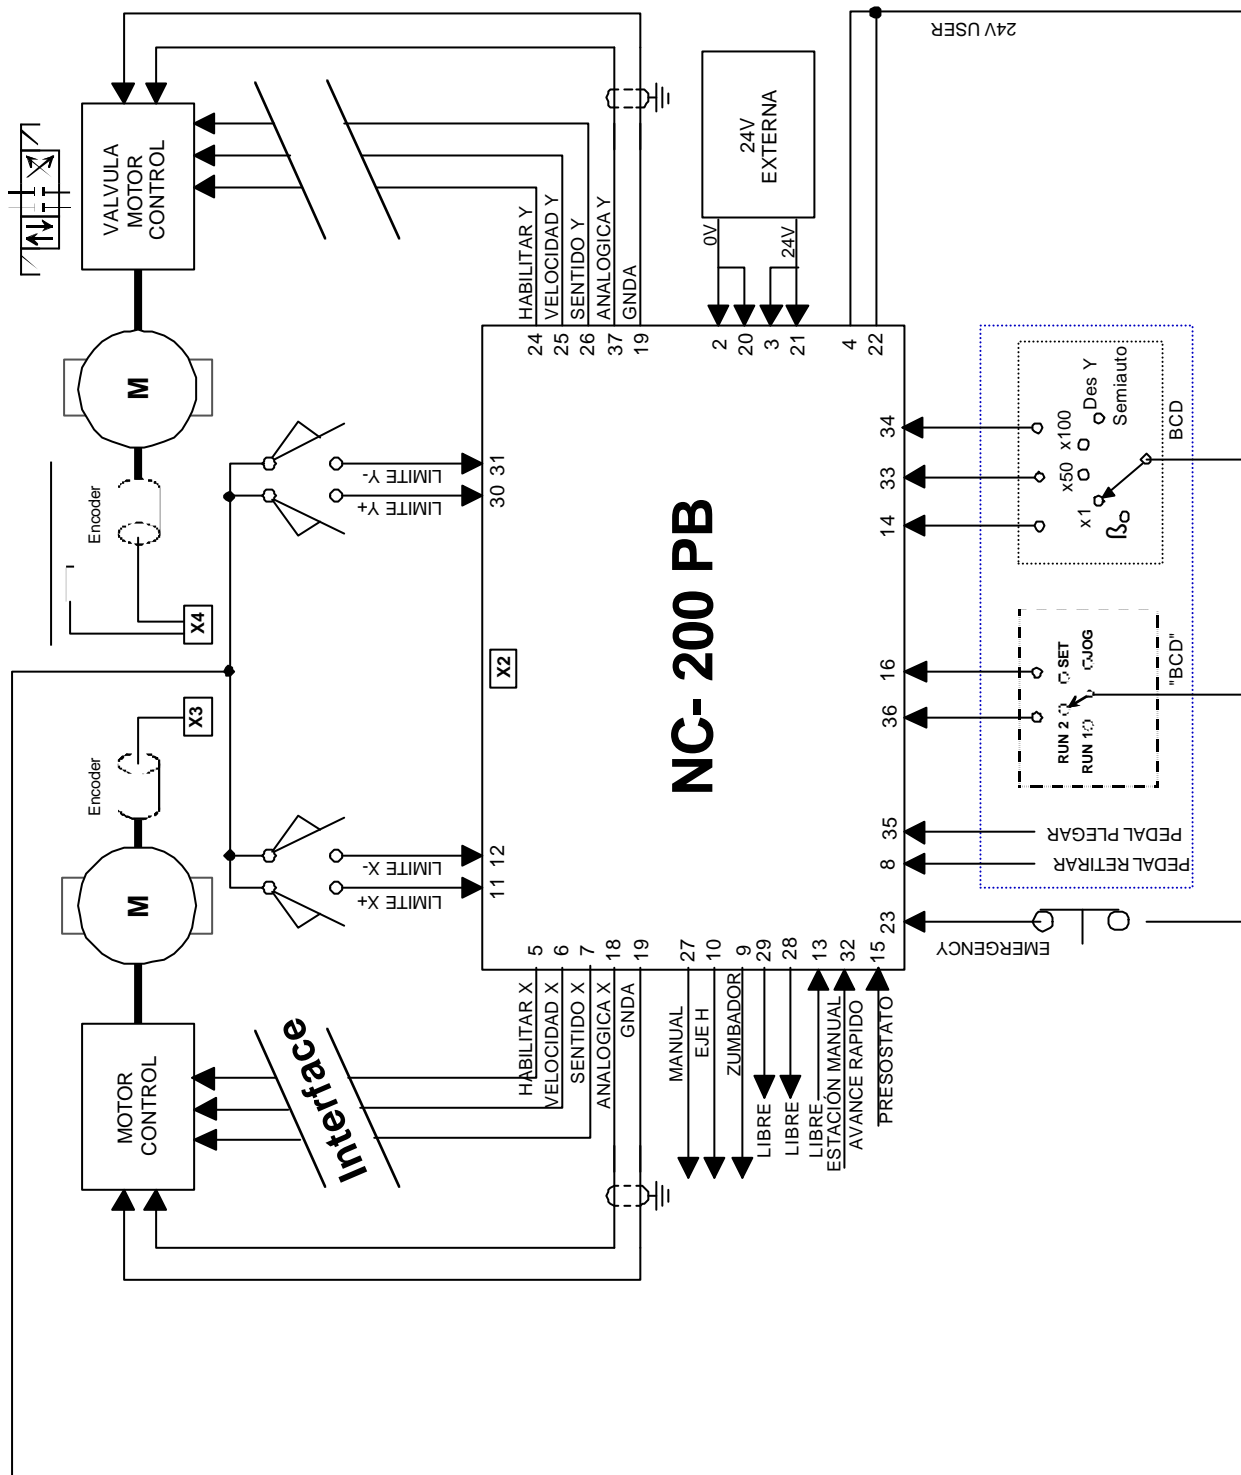 24V USER
VALVULA
MOTOR
CONTROL
24V
EXTERNA
0V
24V
HABILITAR Y
VELOCIDAD Y
SENTIDO Y
ANALOGICA Y
GNDA
24
25
26
37
19
2
20
3
21
4
22
M
Encoder
X4
LIMITE Y-
LIMITE Y+
31
30
34
33
14
x1
x50
x100
Des Y
Semiauto
ß
BCD
NC- 200 PB
X2
X3
Encoder
M
16
36
RUN 2
RUN 1
SET
JOG
"BCD"
LIMITE X-
LIMITE X+
12
11
35
8
PEDAL PLEGAR
PEDAL RETIRAR
23
EMERGENCY
5
6
7
18
19
27
10
9
29
28
13
32
15
HABILITAR X
VELOCIDAD X
SENTIDO X
ANALOGICA X
GNDA
MANUAL
EJE H
ZUMBADOR
LIBRE
LIBRE
LIBRE
ESTACIÓN MANUAL
AVANCE RAPIDO
PRESOSTATO
MOTOR
CONTROL
Interface